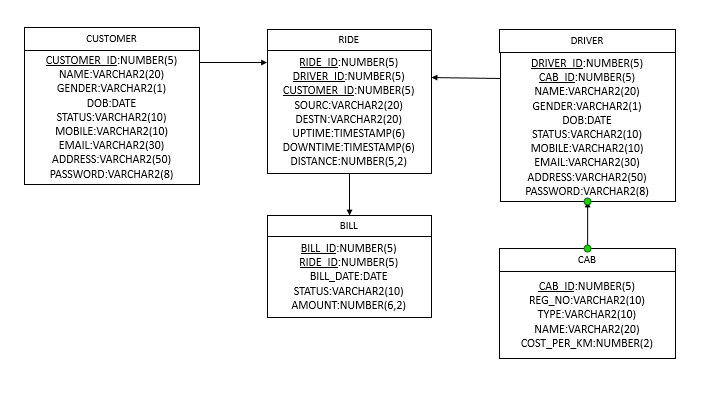 CUSTOMER
CUSTOMER_ID:NUMBER(5)
NAME:VARCHAR2(20)
GENDER:VARCHAR2(1)
DOB:DATE
STATUS:VARCHAR2(10)
MOBILE:VARCHAR2(10)
EMAIL:VARCHAR2(30)
ADDRESS:VARCHAR2(50)
PASSWORD:VARCHAR2(8)
RIDE
RIDE_ID:NUMBER(5)
DRIVER_ID:NUMBER(5)
CUSTOMER_ID:NUMBER(5)
SOURC:VARCHAR2(20)
DESTN:VARCHAR2(20)
UPTIME:TIMESTAMP(6)
DOWNTIME:TIMESTAMP(6)
DISTANCE:NUMBER(5,2)
DRIVER
DRIVER_ID:NUMBER(5)
CAB_ID:NUMBER(5)
NAME:VARCHAR2(20)
GENDER:VARCHAR2(1)
DOB:DATE
STATUS:VARCHAR2(10)
MOBILE:VARCHAR2(10)
EMAIL:VARCHAR2(30)
ADDRESS:VARCHAR2(50)
PASSWORD:VARCHAR2(8)
BILL
BILL_ID:NUMBER(5)
RIDE_ID:NUMBER(5)
BILL_DATE:DATE
STATUS:VARCHAR2(10)
AMOUNT:NUMBER(6,2)
CAB
CAB_ID:NUMBER(5)
REG_NO:VARCHAR2(10)
TYPE:VARCHAR2(10)
NAME:VARCHAR2(20)
COST_PER_KM:NUMBER(2)